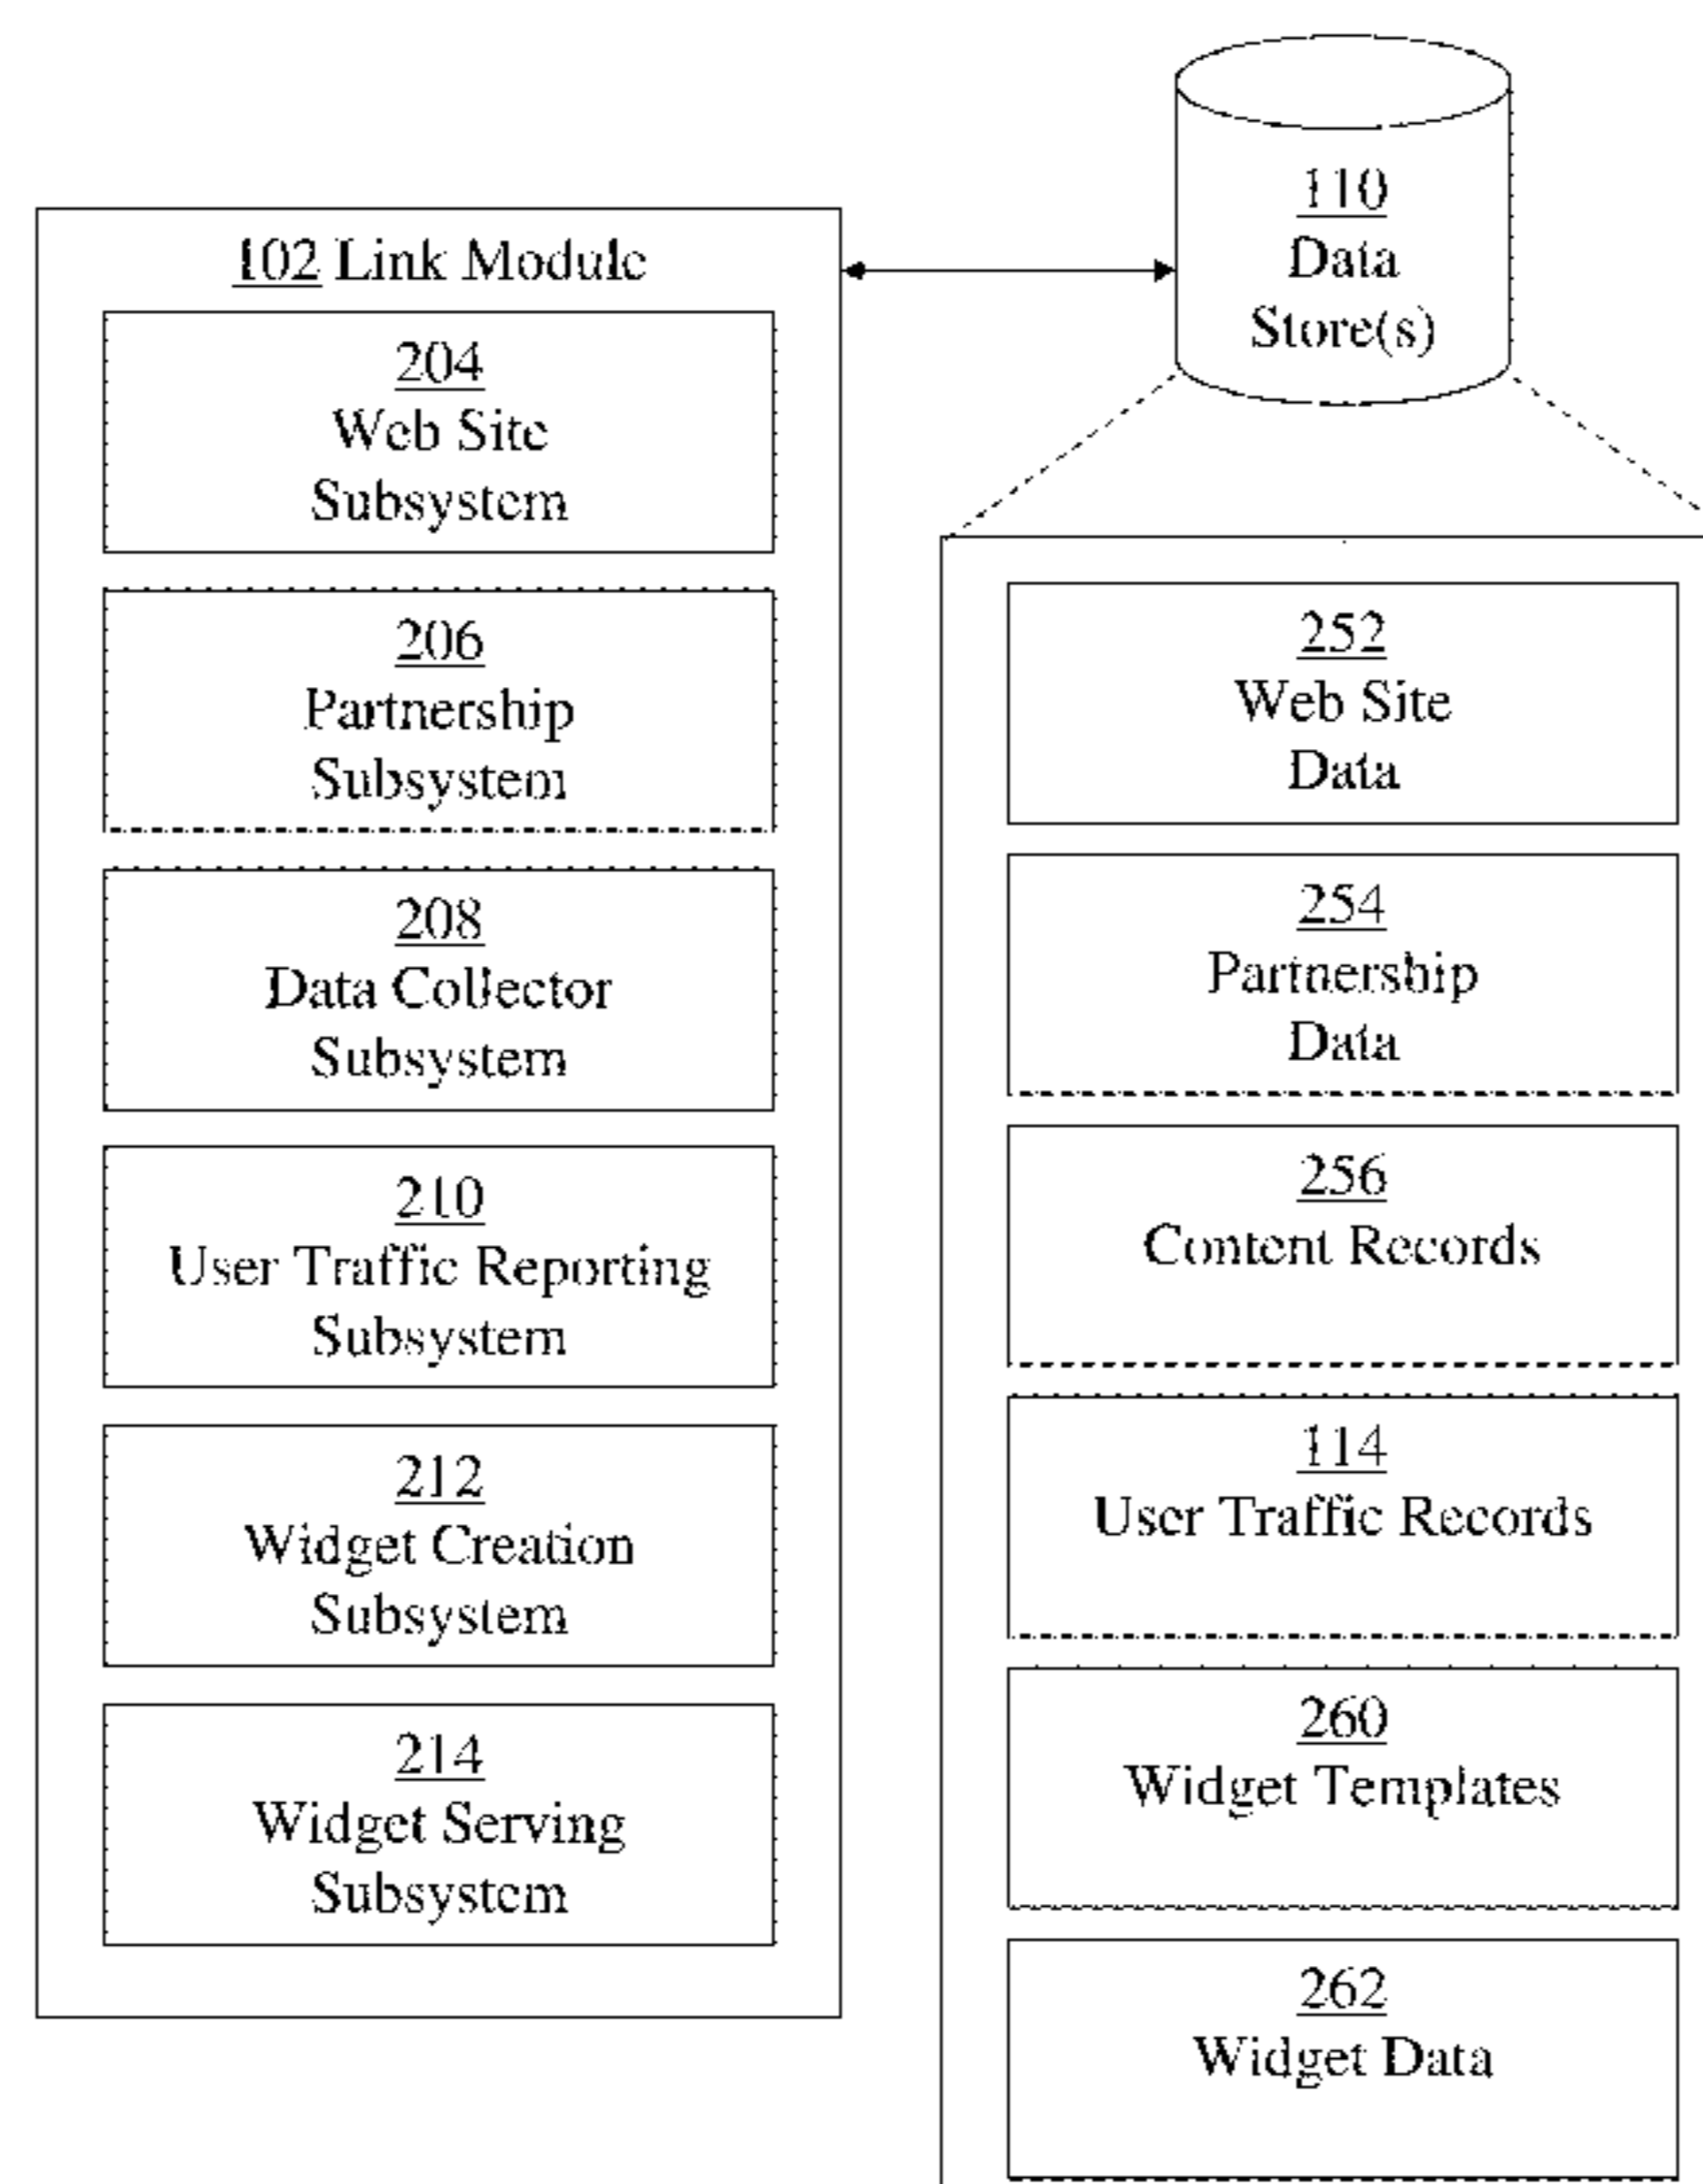 102 Link Module
204
Web Site
Subsystem
206
Partnership
Subsystem
208
Data Collector
Subsystem
210
User Traffic Reporting
Subsystem
212
Widget Creation
Subsystem
214
Widget Serving
Subsystem
110
Data
Store(s)
252
Web Site
Data
254
Partnership
Data
256
Content Records
114
User Traffic Records
260
Widget Templates
262
Widget Data